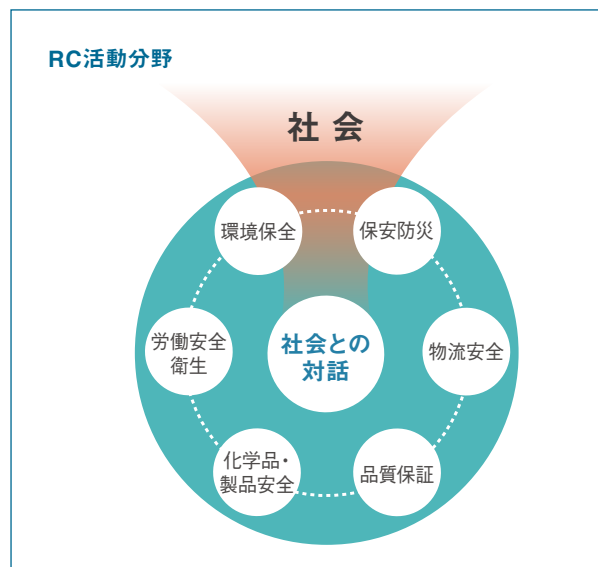 RC活動分野
社会
環境保全
保安防災
労働安全
衛生
社会との
対話
物流安全
化学品・
製品安全
品質保証